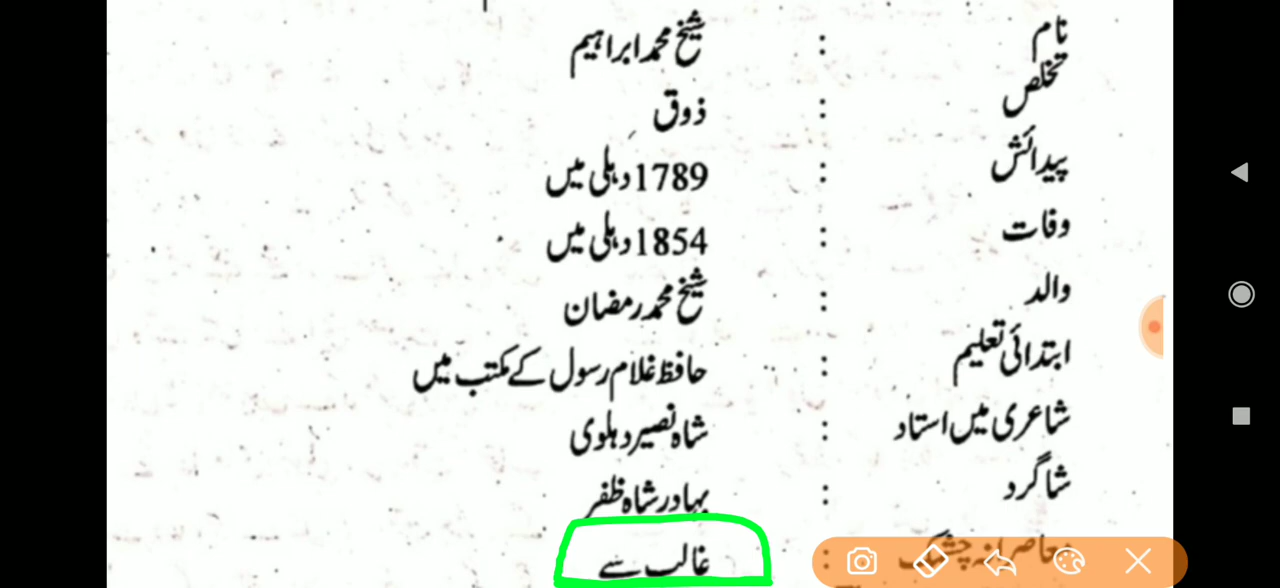 نام : شیخ محمد ابراہیم
تخلص : ذوق
پیدائش : 1789 دہلی میں
وفات : 1854 دہلی میں
والد : شیخ محمد رمضان
ابتدائی تعلیم : حافظ غلام رسول کے مکتب میں
شاعری میں استاد : شاہ نصیر دہلوی
شاگرد : بہادر شاہ ظفر
معاصرانہ چشمک : غالب سے